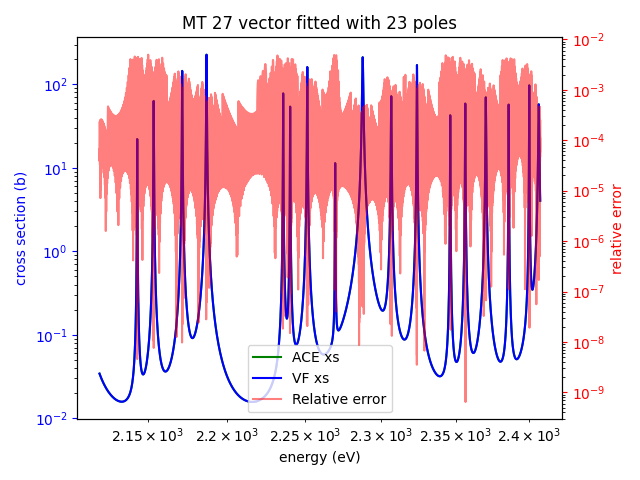 MT 27 vector fitted with 23 poles
cross section (b)
10²
10¹
10⁰
10⁻¹
10⁻²
relative error
10⁻²
10⁻³
10⁻⁴
10⁻⁵
10⁻⁶
10⁻⁷
10⁻⁸
10⁻⁹
ACE xs
VF xs
Relative error
2.15 × 10³ 2.2 × 10³ 2.25 × 10³ 2.3 × 10³ 2.35 × 10³ 2.4 × 10³
energy (eV)